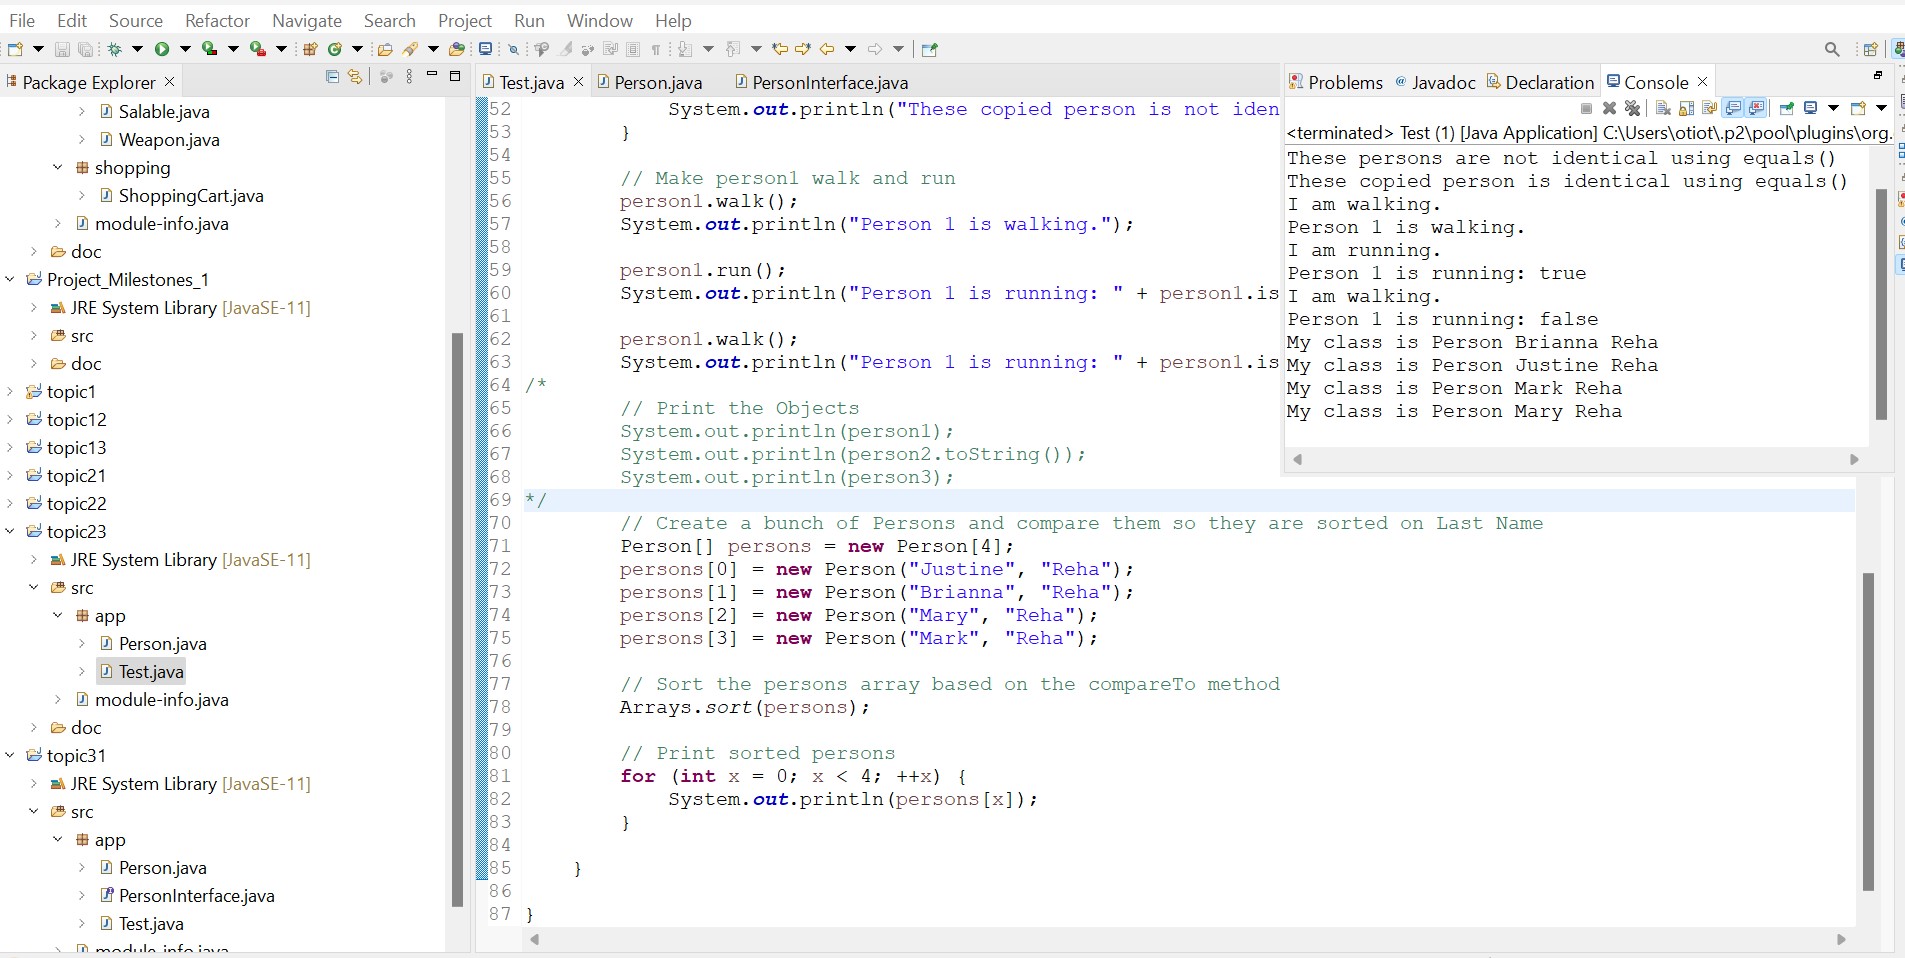 File Edit Source Refactor Navigate Search Project Run Window Help
Package Explorer
Salable.java
Weapon.java
shopping
ShoppingCart.java
module-info.java
doc
Project_Milestones_1
JRE System Library [JavaSE-11]
src
doc
topic1
topic12
topic13
topic21
topic22
topic23
JRE System Library [JavaSE-11]
src
app
Person.java
Test.java
module-info.java
doc
topic31
JRE System Library [JavaSE-11]
src
app
Person.java
PersonInterface.java
Test.java
module-info.java
Test.java Person.java PersonInterface.java
52 System.out.println("These copied person is not iden
53 }
54
55 // Make person1 walk and run
56 person1.walk();
57 System.out.println("Person 1 is walking.");
58
59 person1.run();
60 System.out.println("Person 1 is running: " + person1.is
61
62 person1.walk();
63 System.out.println("Person 1 is running: " + person1.is
64 /*
65 // Print the Objects
66 System.out.println(person1);
67 System.out.println(person2.toString());
68 System.out.println(person3);
69 */
70 // Create a bunch of Persons and compare them so they are sorted on Last Name
71 Person[] persons = new Person[4];
72 persons[0] = new Person("Justine", "Reha");
73 persons[1] = new Person("Brianna", "Reha");
74 persons[2] = new Person("Mary", "Reha");
75 persons[3] = new Person("Mark", "Reha");
76
77 // Sort the persons array based on the compareTo method
78 Arrays.sort(persons);
79
80 // Print sorted persons
81 for (int x = 0; x < 4; ++x) {
82 System.out.println(persons[x]);
83 }
84
85 }
86
87 }
Problems Javadoc Declaration Console
<terminated> Test (1) [Java Application] C:\Users\otiot\.p2\pool\plugins\org.
These persons are not identical using equals()
These copied person is identical using equals()
I am walking.
Person 1 is walking.
I am running.
Person 1 is running: true
I am walking.
Person 1 is running: false
My class is Person Brianna Reha
My class is Person Justine Reha
My class is Person Mark Reha
My class is Person Mary Reha